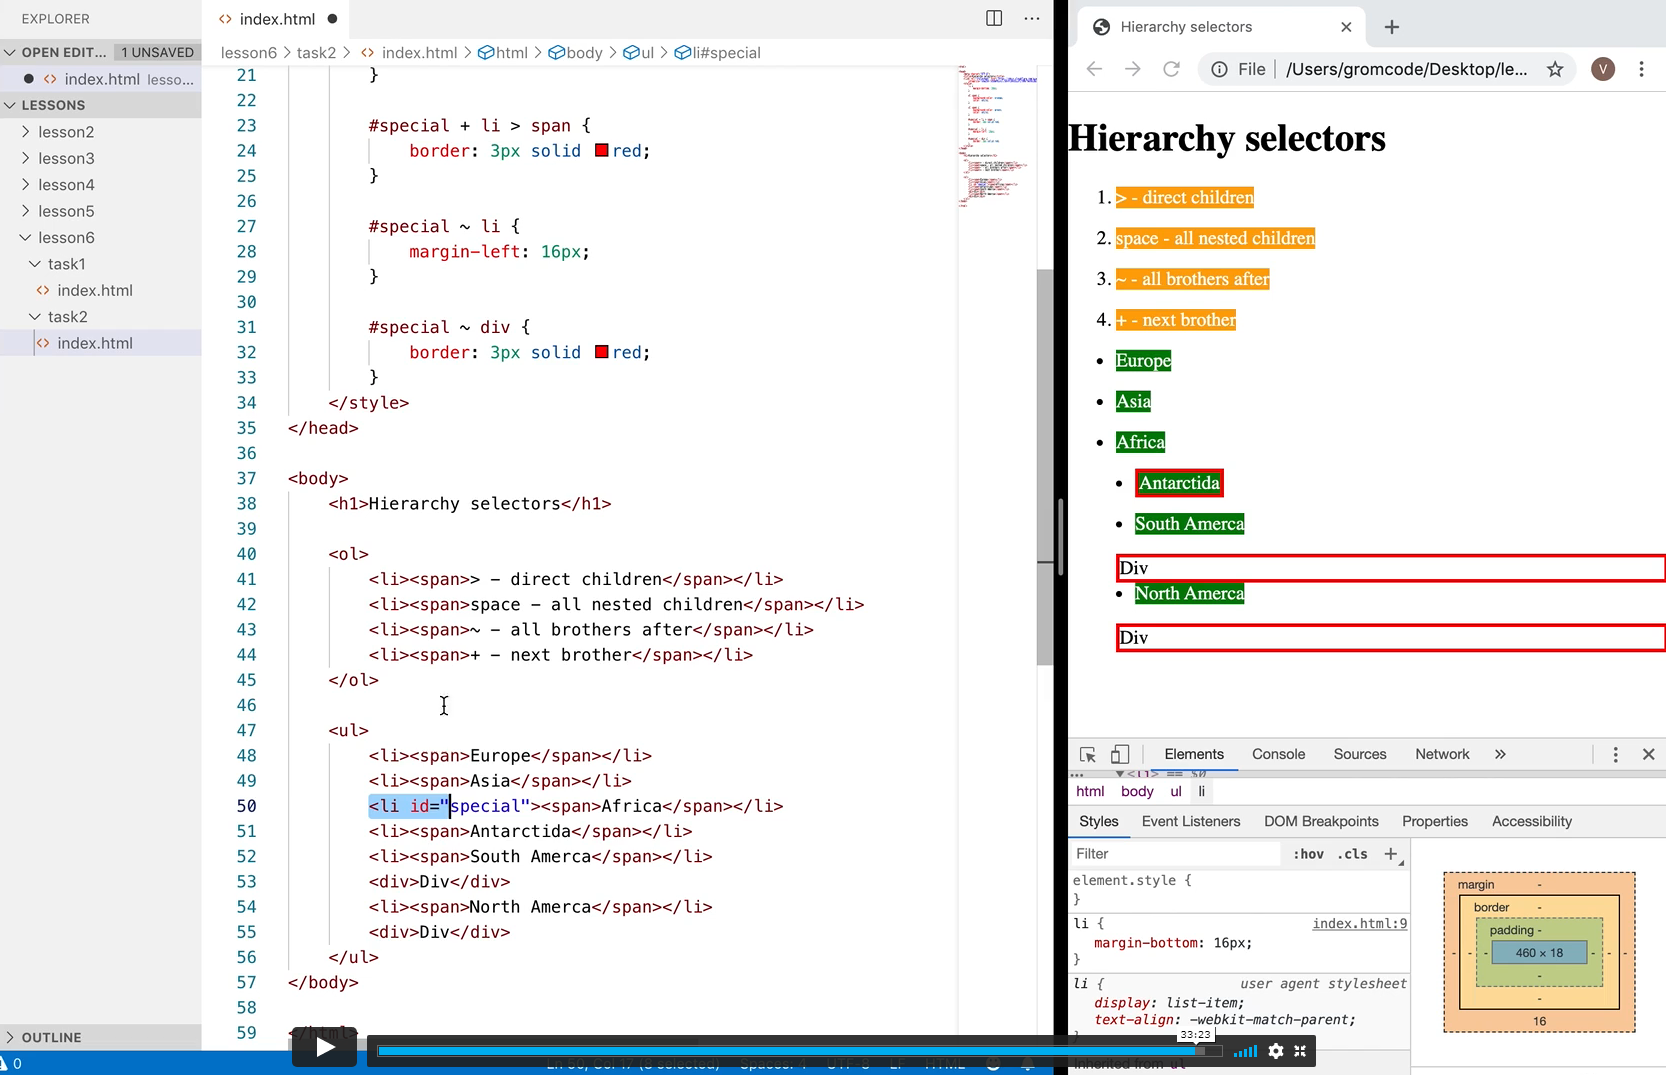 EXPLORER
OPEN EDIT... 1 UNSAVED
index.html lesso...
LESSONS
lesson2
lesson3
lesson4
lesson5
lesson6
task1
index.html
task2
index.html
OUTLINE
0
index.html
lesson6 > task2 > index.html > html > body > ul > li#special
21 }
22
23 #special + li > span {
24 border: 3px solid red;
25 }
26
27 #special ~ li {
28 margin-left: 16px;
29 }
30
31 #special ~ div {
32 border: 3px solid red;
33 }
34 </style>
35 </head>
36
37 <body>
38 <h1>Hierarchy selectors</h1>
39
40 <ol>
41 <li><span>> - direct children</span></li>
42 <li><span>space - all nested children</span></li>
43 <li><span>~ - all brothers after</span></li>
44 <li><span>+ - next brother</span></li>
45 </ol>
46
47 <ul>
48 <li><span>Europe</span></li>
49 <li><span>Asia</span></li>
50 <li id="special"><span>Africa</span></li>
51 <li><span>Antarctida</span></li>
52 <li><span>South Amerca</span></li>
53 <div>Div</div>
54 <li><span>North Amerca</span></li>
55 <div>Div</div>
56 </ul>
57 </body>
58
59 </html>
33:23
Hierarchy selectors
File /Users/gromcode/Desktop/le... V
Hierarchy selectors
1. > - direct children
2. space - all nested children
3. ~ - all brothers after
4. + - next brother
Europe
Asia
Africa
Antarctida
South Amerca
Div
North Amerca
Div
Elements Console Sources Network
html body ul li
Styles Event Listeners DOM Breakpoints Properties Accessibility
Filter :hov .cls +
element.style {
}
li { index.html:9
margin-bottom: 16px;
}
li { user agent stylesheet
display: list-item;
text-align: -webkit-match-parent;
}
Inherited from ul
margin -
border -
padding -
- - - 460 × 18 - - -
-
-
16